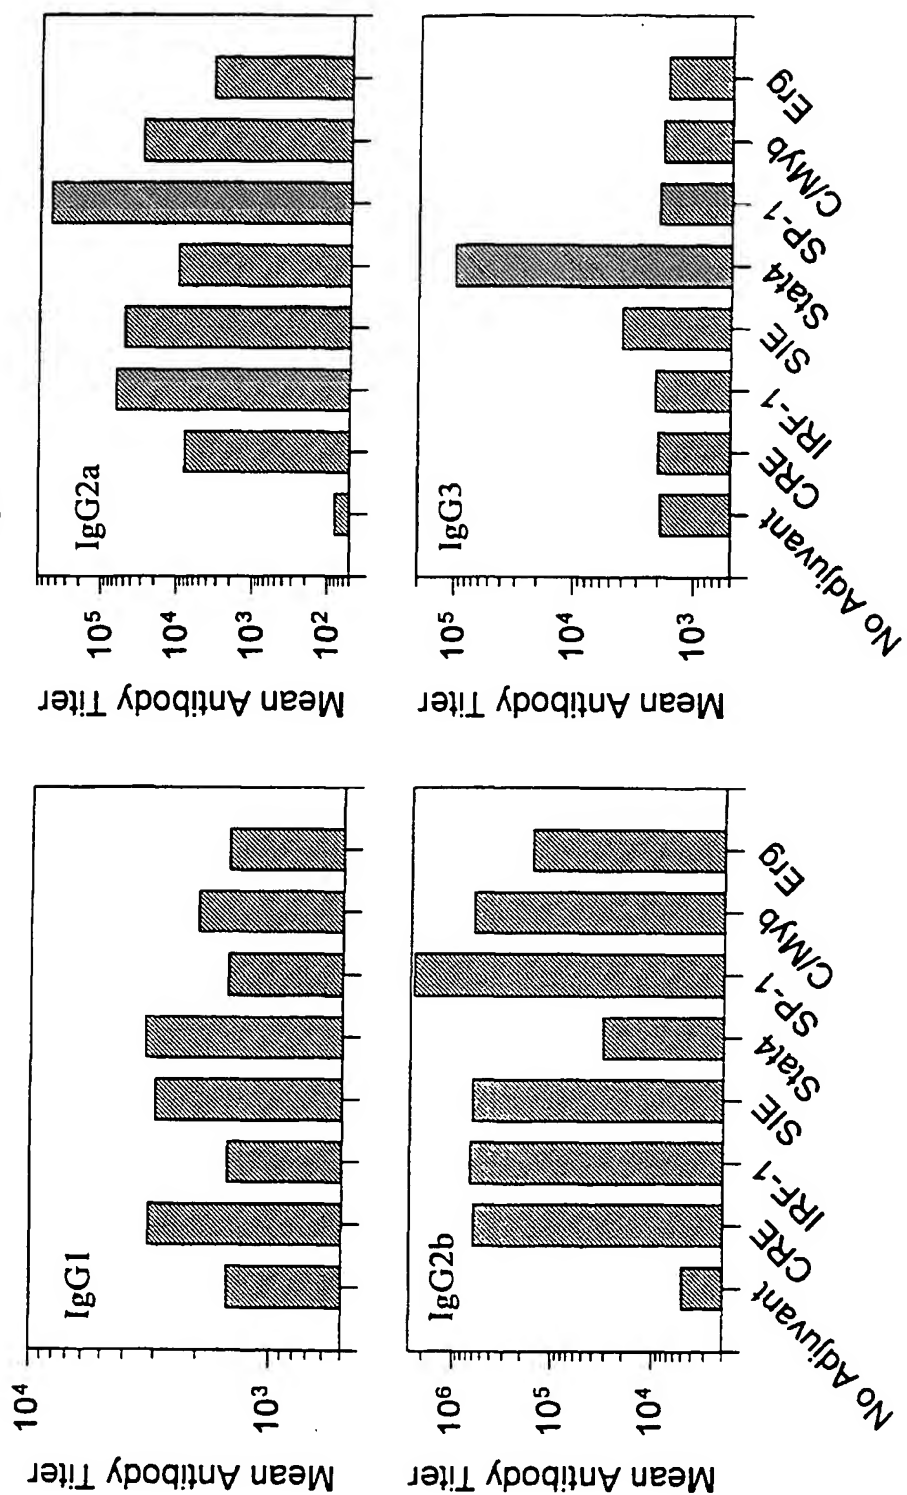 IgG1
Mean Antibody Titer
10⁴
10³
IgG2a
Mean Antibody Titer
10⁵
10⁴
10³
10²
IgG2b
Mean Antibody Titer
10⁶
10⁵
10⁴
No Adjuvant
CRE
IRF-1
SIE
Stat4
SP-1
C/Myb
Erg
IgG3
Mean Antibody Titer
10⁵
10⁴
10³
No Adjuvant
CRE
IRF-1
SIE
Stat4
SP-1
C/Myb
Erg